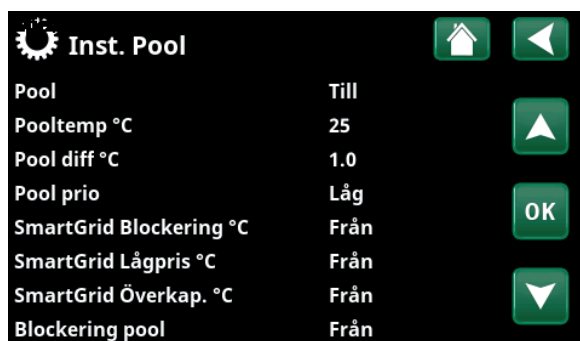 Inst. Pool
Pool Till
Pooltemp °C 25
Pool diff °C 1.0
Pool prio Låg
OK
SmartGrid Blockering °C Från
SmartGrid Lågpris °C Från
SmartGrid Överkap. °C Från
Blockering pool Från